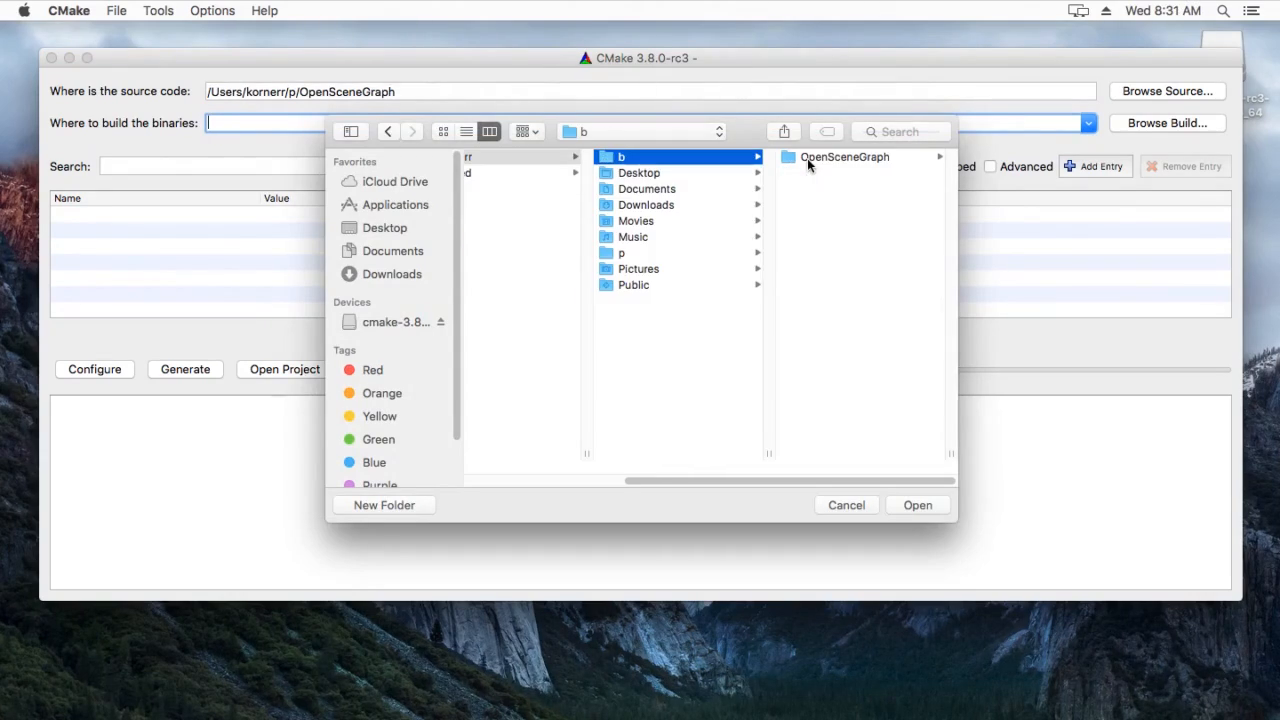 CMake File Tools Options Help Wed 8:31 AM
CMake 3.8.0-rc3 -
Where is the source code: /Users/kornerr/p/OpenSceneGraph Browse Source...
Where to build the binaries: Browse Build...
b Search
Search: ped Advanced Add Entry Remove Entry
-rc3-
_64
Name Value
Favorites
iCloud Drive
Applications
Desktop
Documents
Downloads
Devices
cmake-3.8...
Tags
Red
Orange
Yellow
Green
Blue
Purple
rr
d
b
Desktop
Documents
Downloads
Movies
Music
p
Pictures
Public
OpenSceneGraph
Configure Generate Open Project
New Folder Cancel Open